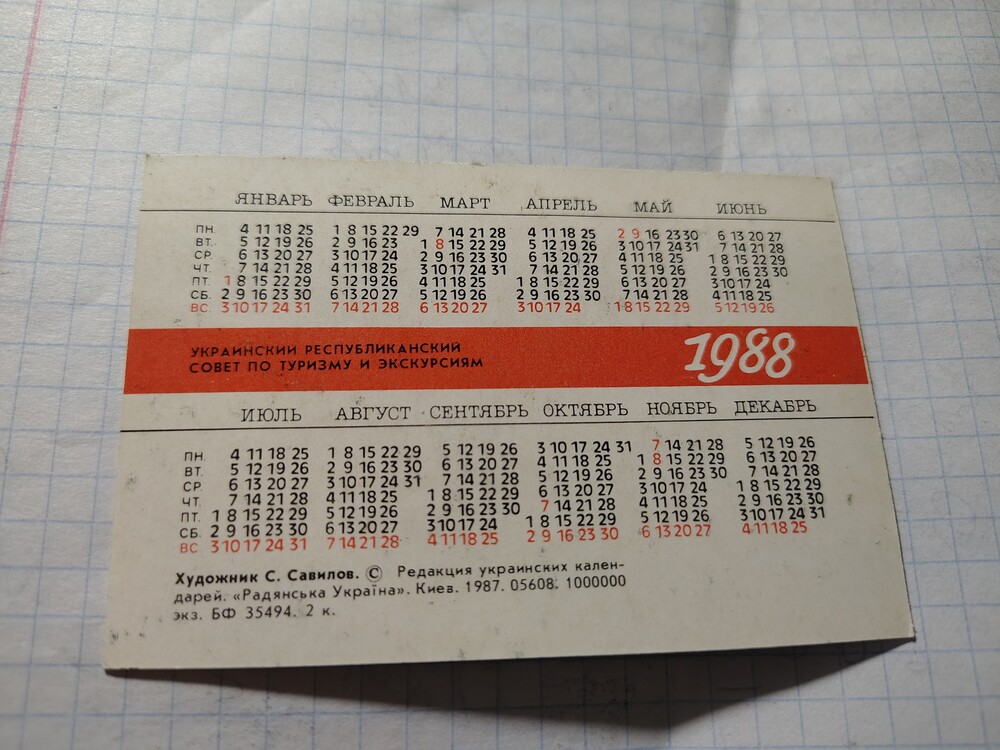 ЯНВАРЬ ФЕВРАЛЬ МАРТ АПРЕЛЬ МАЙ ИЮНЬ
ПН. 4 11 18 25 1 8 15 22 29 7 14 21 28 4 11 18 25 2 9 16 23 30 6 13 20 27
ВТ. 5 12 19 26 2 9 16 23 1 8 15 22 29 5 12 19 26 3 10 17 24 31 7 14 21 28
СР. 6 13 20 27 3 10 17 24 2 9 16 23 30 6 13 20 27 4 11 18 25 1 8 15 22 29
ЧТ. 7 14 21 28 4 11 18 25 3 10 17 24 31 7 14 21 28 5 12 19 26 2 9 16 23 30
ПТ. 1 8 15 22 29 5 12 19 26 4 11 18 25 1 8 15 22 29 6 13 20 27 3 10 17 24
СБ. 2 9 16 23 30 6 13 20 27 5 12 19 26 2 9 16 23 30 7 14 21 28 4 11 18 25
ВС. 3 10 17 24 31 7 14 21 28 6 13 20 27 3 10 17 24 1 8 15 22 29 5 12 19 26
УКРАИНСКИЙ РЕСПУБЛИКАНСКИЙ
СОВЕТ ПО ТУРИЗМУ И ЭКСКУРСИЯМ
1988
ИЮЛЬ АВГУСТ СЕНТЯБРЬ ОКТЯБРЬ НОЯБРЬ ДЕКАБРЬ
ПН. 4 11 18 25 1 8 15 22 29 5 12 19 26 3 10 17 24 31 7 14 21 28 5 12 19 26
ВТ. 5 12 19 26 2 9 16 23 30 6 13 20 27 4 11 18 25 1 8 15 22 29 6 13 20 27
СР. 6 13 20 27 3 10 17 24 31 7 14 21 28 5 12 19 26 2 9 16 23 30 7 14 21 28
ЧТ. 7 14 21 28 4 11 18 25 1 8 15 22 29 6 13 20 27 3 10 17 24 1 8 15 22 29
ПТ. 1 8 15 22 29 5 12 19 26 2 9 16 23 30 7 14 21 28 4 11 18 25 2 9 16 23 30
СБ. 2 9 16 23 30 6 13 20 27 3 10 17 24 1 8 15 22 29 5 12 19 26 3 10 17 24 31
ВС 3 10 17 24 31 7 14 21 28 4 11 18 25 2 9 16 23 30 6 13 20 27 4 11 18 25
Художник С. Савилов. © Редакция украинских кален-
дарей. «Радянська Україна». Киев. 1987. 05608. 1000000
экз. БФ 35494. 2 к.